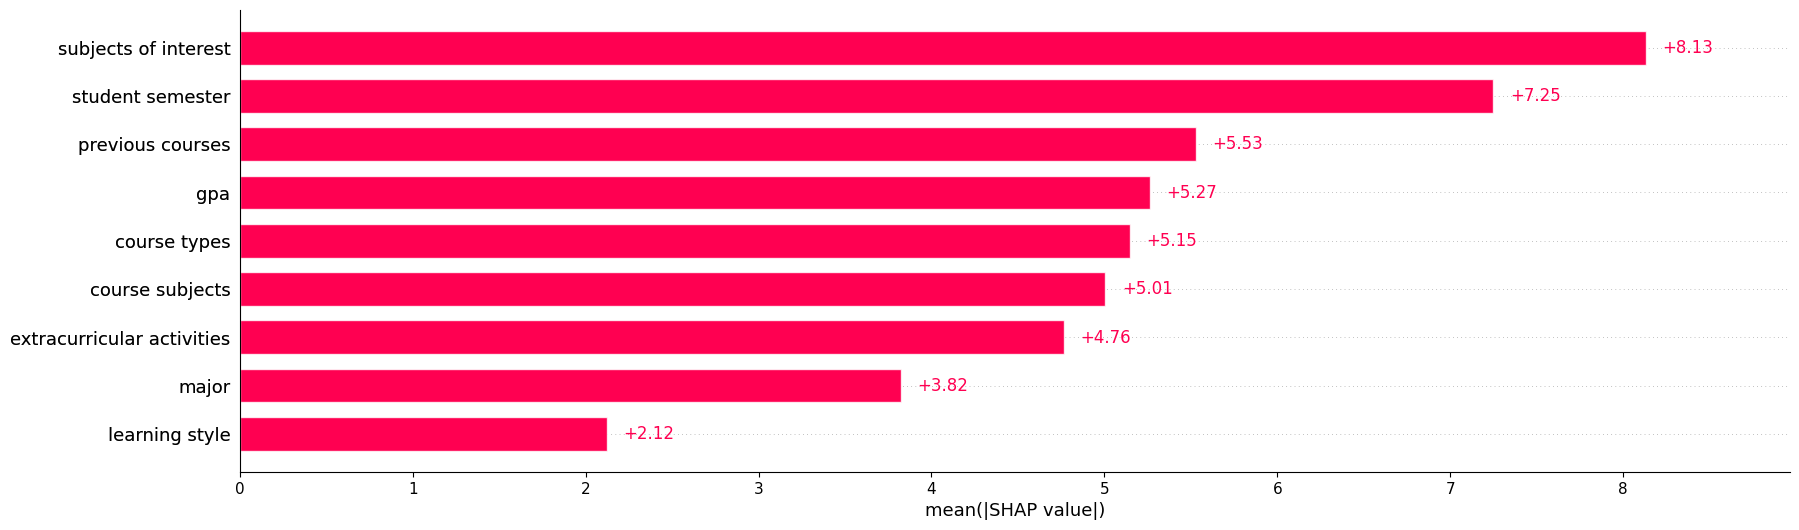 subjects of interest +8.13
student semester +7.25
previous courses +5.53
gpa +5.27
course types +5.15
course subjects +5.01
extracurricular activities +4.76
major +3.82
learning style +2.12
0 1 2 3 4 5 6 7 8
mean(|SHAP value|)